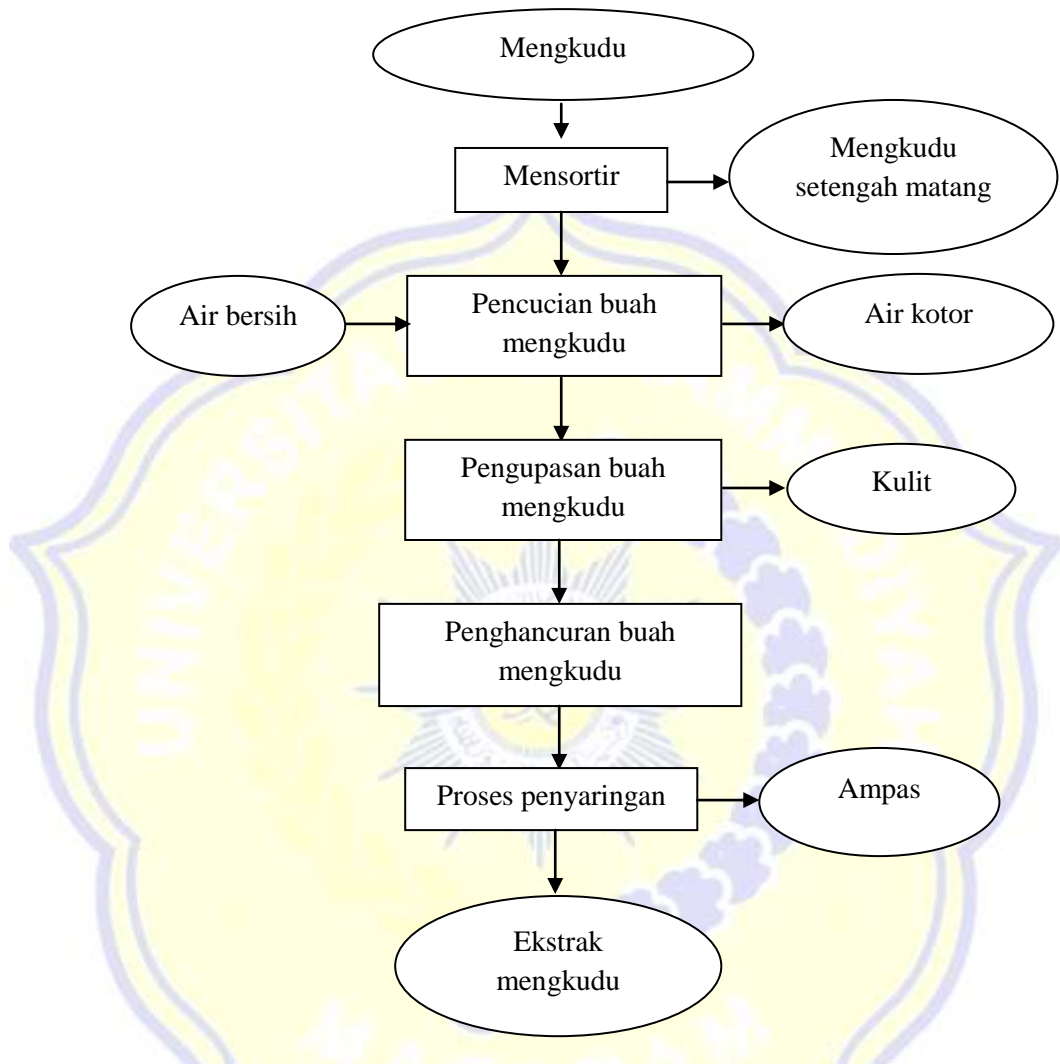 Mengkudu
Mensortir
Mengkudu
setengah matang
Air bersih
Pencucian buah
mengkudu
Air kotor
Pengupasan buah
mengkudu
Kulit
Penghancuran buah
mengkudu
Proses penyaringan
Ampas
Ekstrak
mengkudu